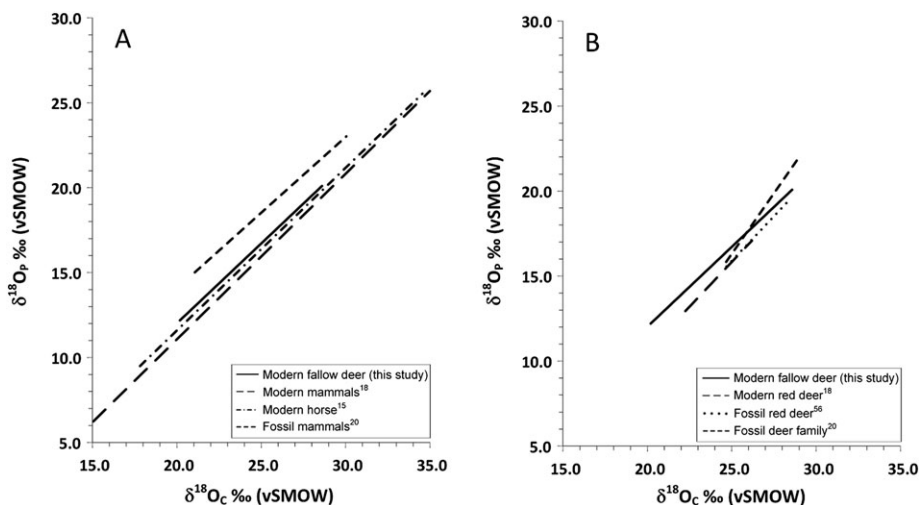 A
30.0
25.0
20.0
15.0
10.0
5.0
δ¹⁸Oₚ ‰ (vSMOW)
15.0 20.0 25.0 30.0 35.0
δ¹⁸O꜀ ‰ (vSMOW)
Modern fallow deer (this study)
Modern mammals¹⁸
Modern horse¹⁵
Fossil mammals²⁰
B
30.0
25.0
20.0
15.0
10.0
5.0
δ¹⁸Oₚ ‰ (vSMOW)
15.0 20.0 25.0 30.0 35.0
δ¹⁸O꜀ ‰ (vSMOW)
Modern fallow deer (this study)
Modern red deer¹⁸
Fossil red deer⁵⁶
Fossil deer family²⁰